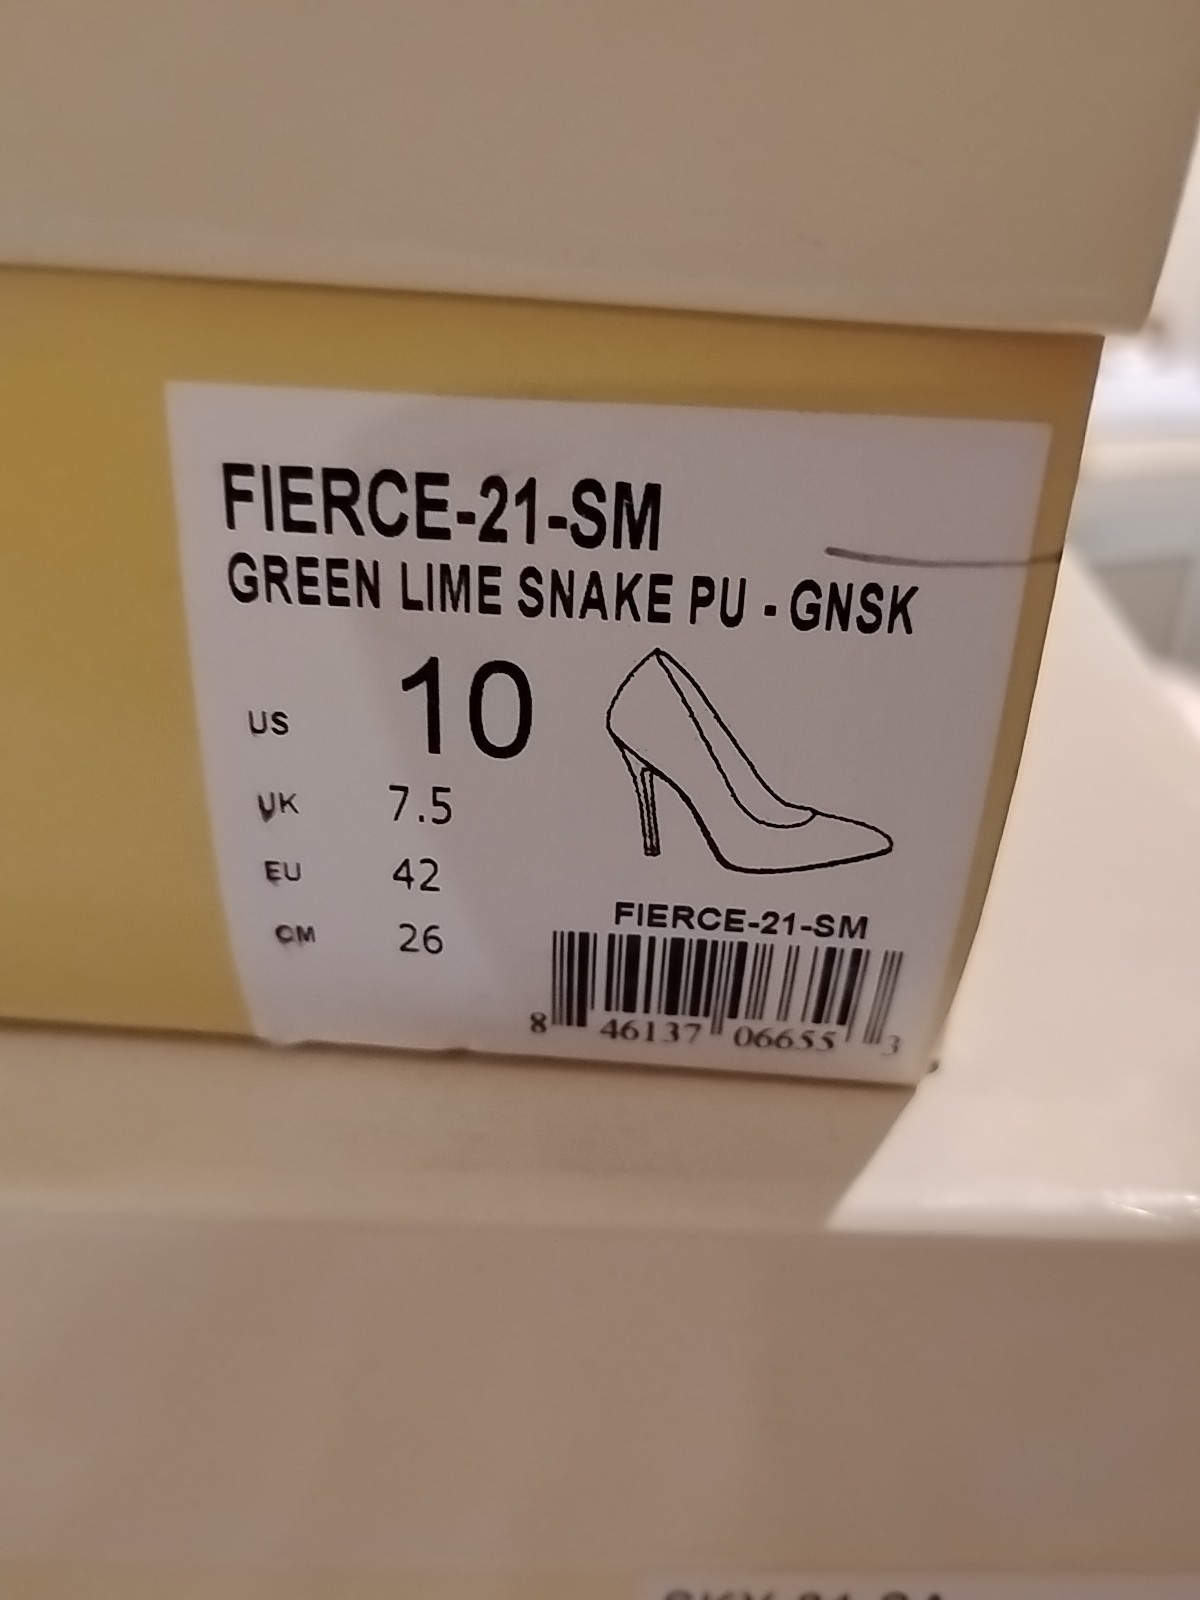 FIERCE-21-SM
GREEN LIME SNAKE PU - GNSK
US 10
UK 7.5
EU 42
CM 26
FIERCE-21-SM
8 46137 06655 3